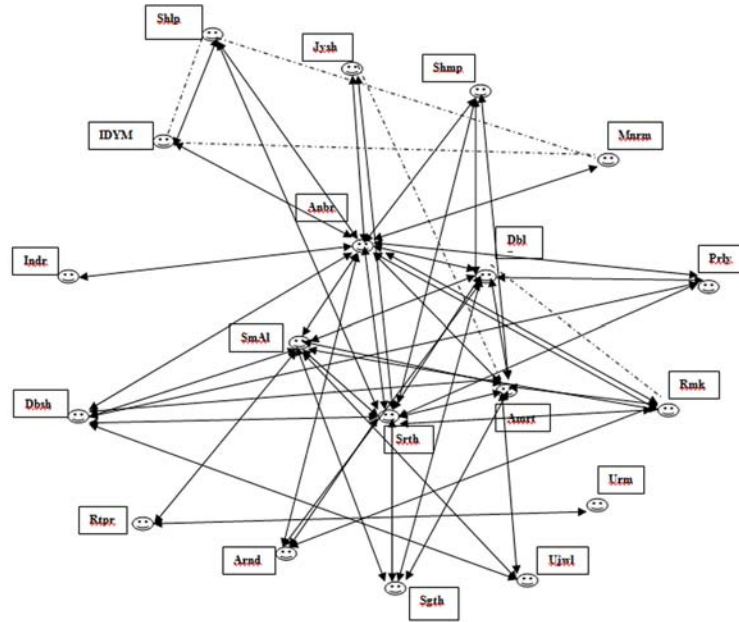 Shlp
Jysh
Shmp
IDYM
Mnrm
Anbr
Dbl
Indr
Prly
SmAl
Dbsh
Rmk
Srth
Amrt
Urm
Rtpr
Arnd
Ujwl
Sgth